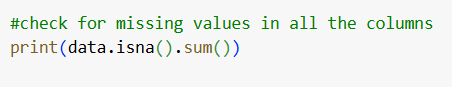 #check for missing values in all the columns
print(data.isna().sum())